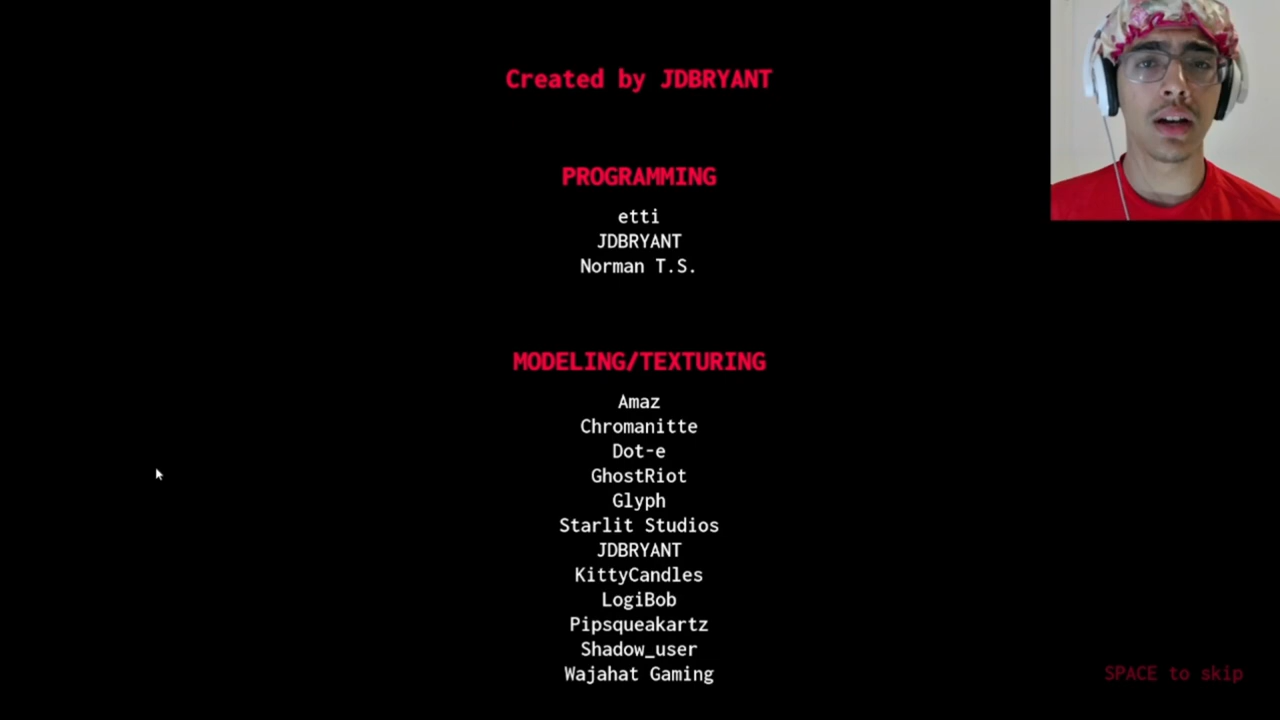 Created by JDBRYANT
PROGRAMMING
etti
JDBRYANT
Norman T.S.
MODELING/TEXTURING
Amaz
Chromanitte
Dot-e
GhostRiot
Glyph
Starlit Studios
JDBRYANT
KittyCandles
LogiBob
Pipsqueakartz
Shadow_user
Wajahat Gaming
SPACE to skip